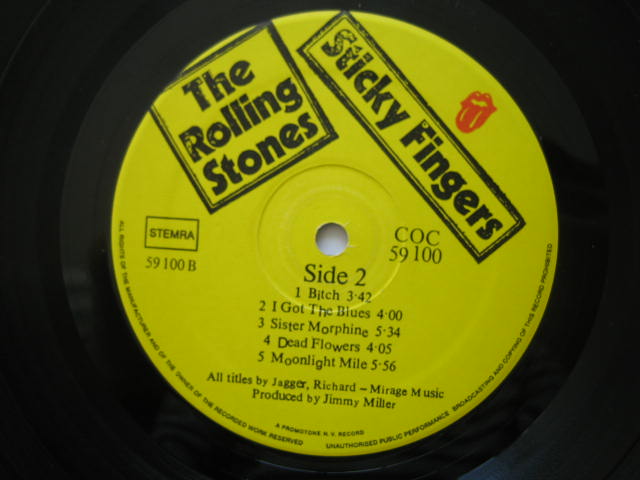 The
Rolling
Stones
Sticky Fingers
STEMRA
59 100 B
COC
59 100
Side 2
1 Bitch 3·42
2 I Got The Blues 4·00
3 Sister Morphine 5·34
4 Dead Flowers 4·05
5 Moonlight Mile 5·56
All titles by Jagger, Richard – Mirage Music
Produced by Jimmy Miller
A PROMOTONE N.V. RECORD
ALL RIGHTS OF THE MANUFACTURER AND OF THE OWNER OF THE RECORDED WORK RESERVED
UNAUTHORISED PUBLIC PERFORMANCE BROADCASTING AND COPYING OF THIS RECORD PROHIBITED